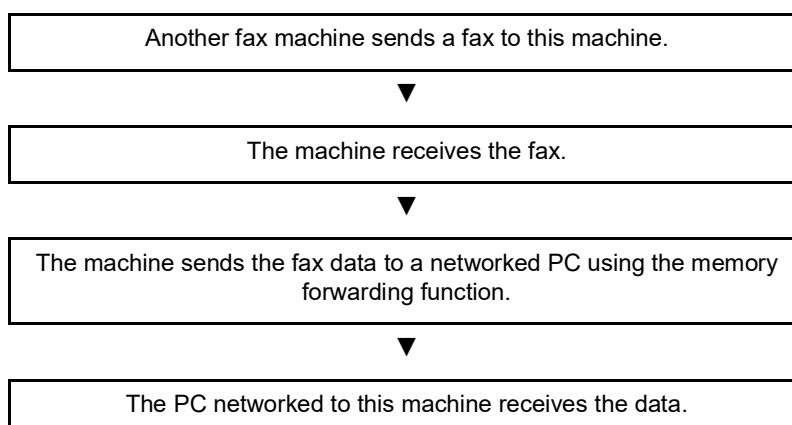 Another fax machine sends a fax to this machine.
The machine receives the fax.
The machine sends the fax data to a networked PC using the memory
forwarding function.
The PC networked to this machine receives the data.